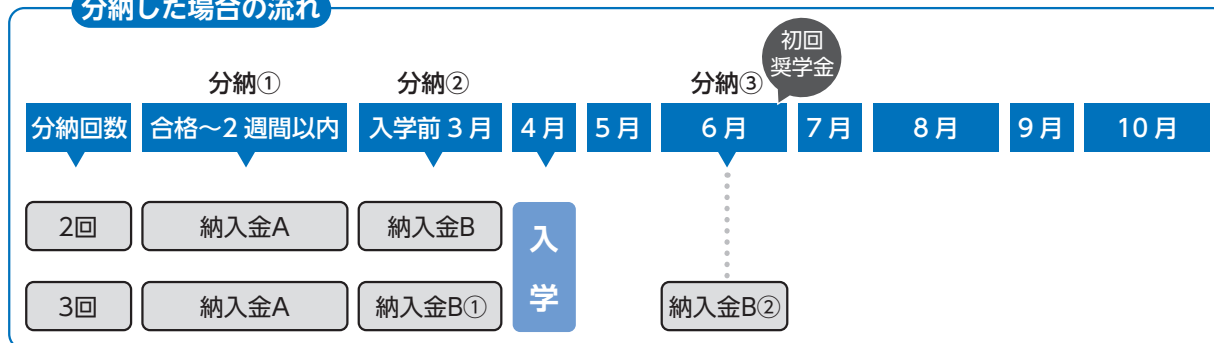 分納した場合の流れ
初回
奨学金
分納① 分納② 分納③
分納回数 合格～2週間以内 入学前3月 4月 5月 6月 7月 8月 9月 10月
2回 納入金A 納入金B
入学
3回 納入金A 納入金B① 納入金B②